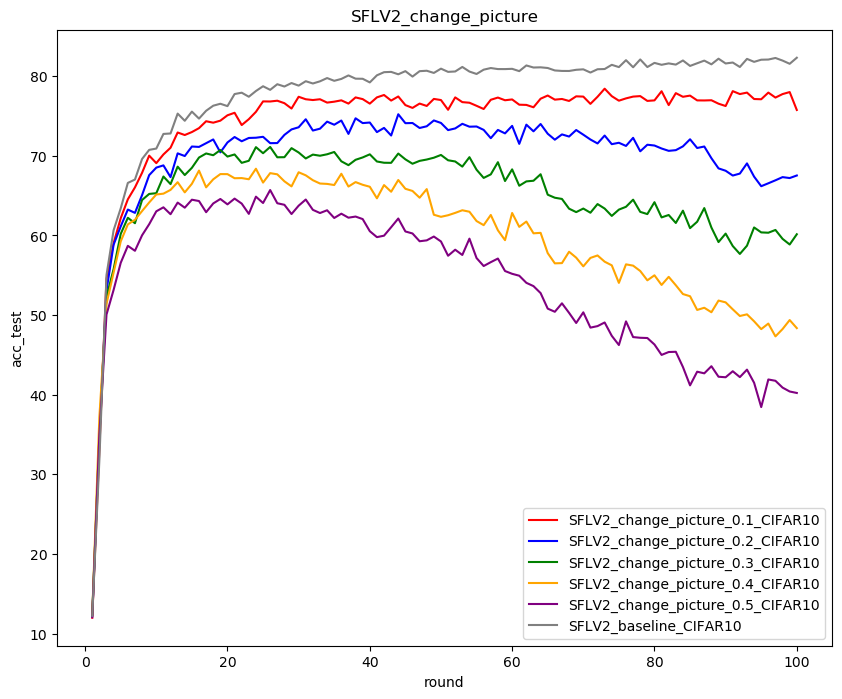 SFLV2_change_picture
acc_test
80
70
60
50
40
30
20
10
0
20
40
60
80
100
round
SFLV2_change_picture_0.1_CIFAR10
SFLV2_change_picture_0.2_CIFAR10
SFLV2_change_picture_0.3_CIFAR10
SFLV2_change_picture_0.4_CIFAR10
SFLV2_change_picture_0.5_CIFAR10
SFLV2_baseline_CIFAR10